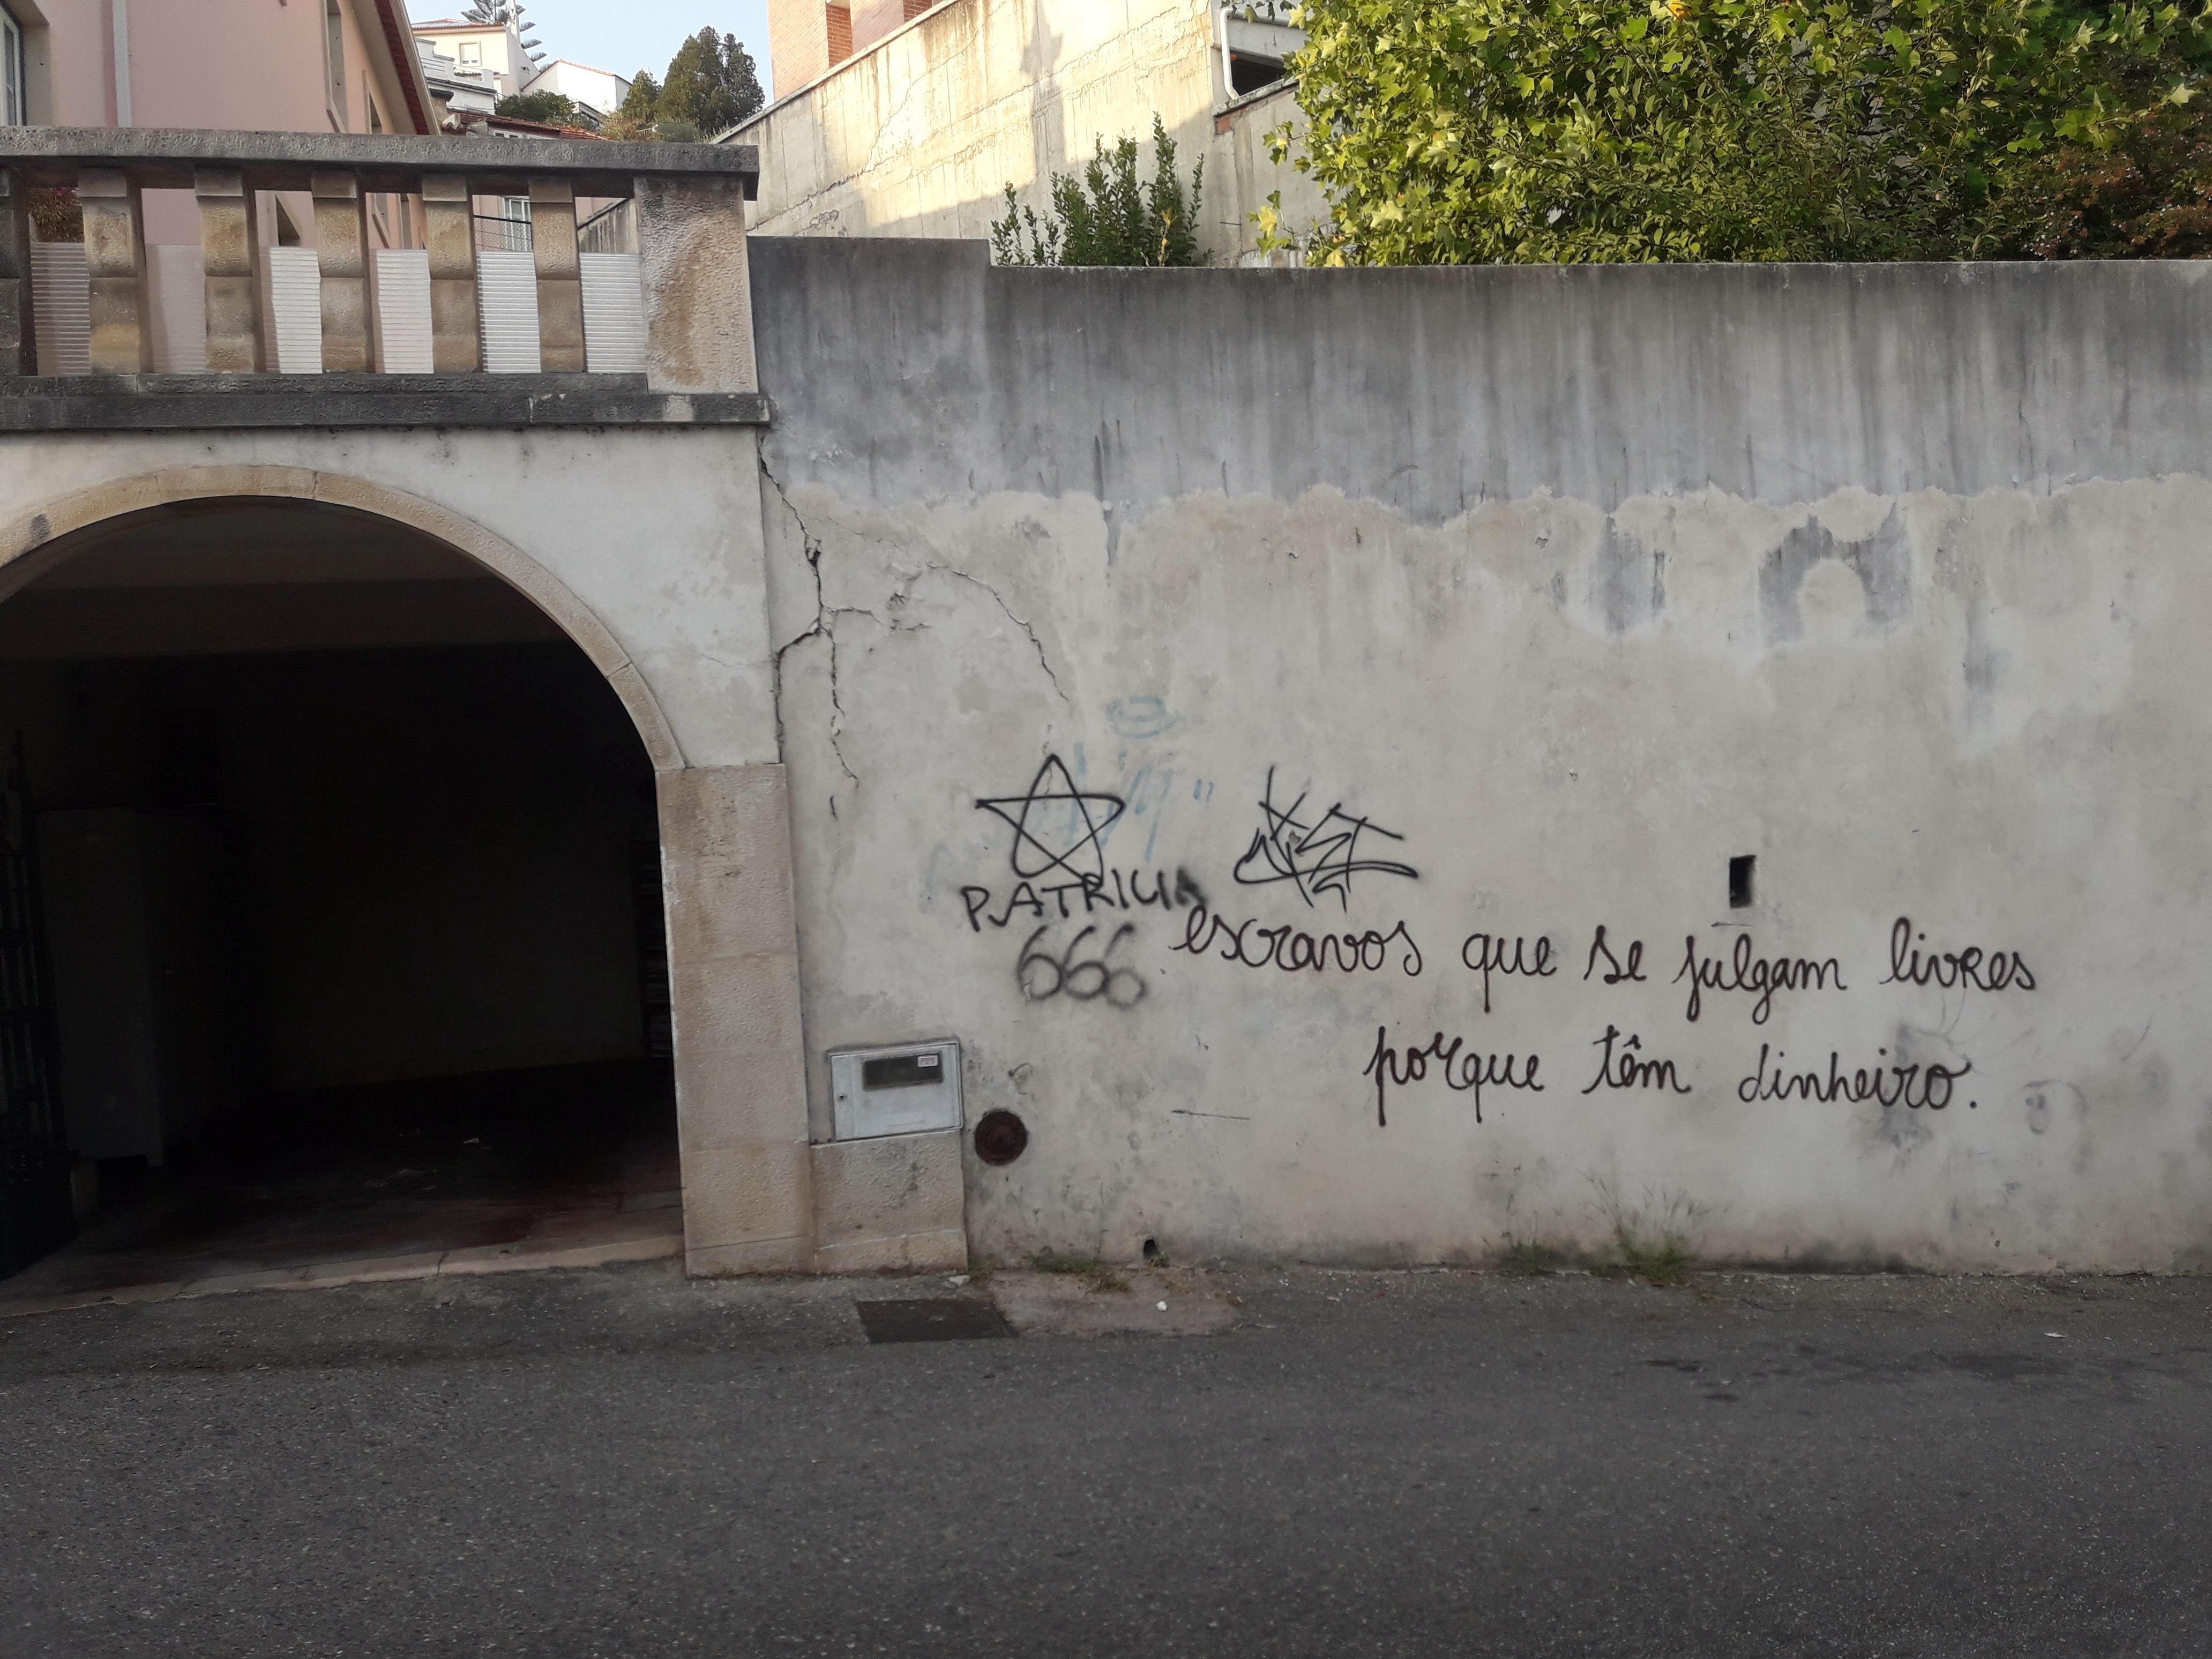 PATRICIA
666
escravos que se julgam livres
porque têm dinheiro.